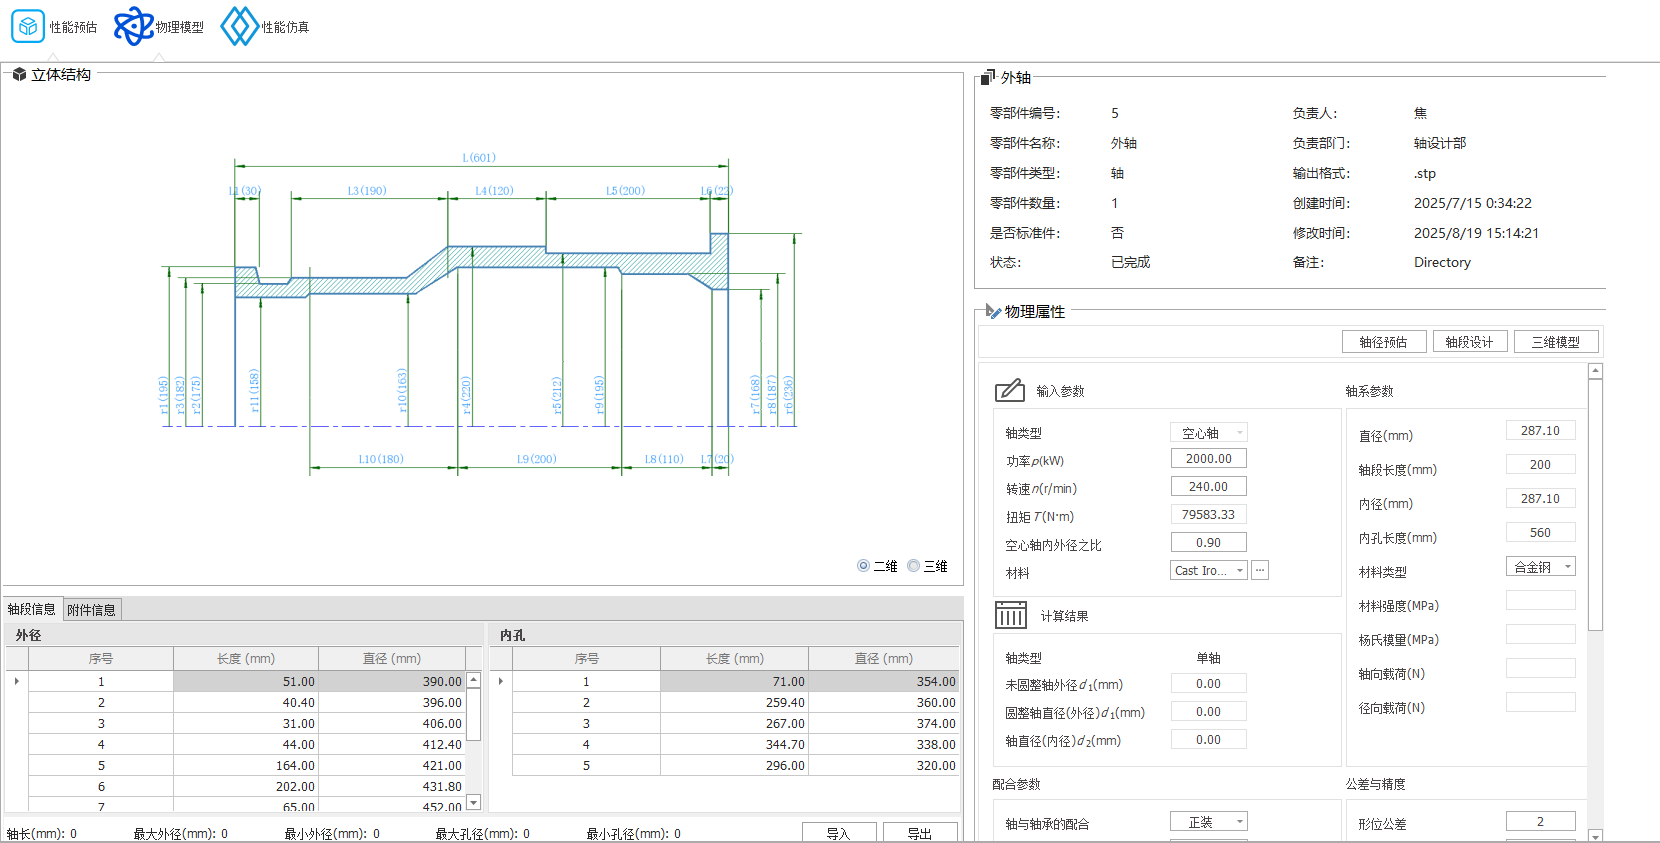 性能预估 物理模型 性能仿真
立体结构
L(601)
L1(30) L3(190) L4(120) L5(200) L6(22)
r1(195) r3(182) r2(175) r11(158) r10(163) r4(220) r5(212) r9(195) r7(168) r8(187) r6(236)
L10(180) L9(200) L8(110) L7(20)
二维 三维
轴段信息 附件信息
外径
序号 长度 (mm) 直径 (mm)
1 51.00 390.00
2 40.40 396.00
3 31.00 406.00
4 44.00 412.40
5 164.00 421.00
6 202.00 431.80
7 65.00 452.00
内孔
序号 长度 (mm) 直径 (mm)
1 71.00 354.00
2 259.40 360.00
3 267.00 374.00
4 344.70 338.00
5 296.00 320.00
轴长(mm): 0 最大外径(mm): 0 最小外径(mm): 0 最大孔径(mm): 0 最小孔径(mm): 0 导入 导出
外轴
零部件编号: 5 负责人: 焦
零部件名称: 外轴 负责部门: 轴设计部
零部件类型: 轴 输出格式: .stp
零部件数量: 1 创建时间: 2025/7/15 0:34:22
是否标准件: 否 修改时间: 2025/8/19 15:14:21
状态: 已完成 备注: Directory
物理属性
轴径预估 轴段设计 三维模型
输入参数
轴类型 空心轴
功率p(kW) 2000.00
转速n(r/min) 240.00
扭矩T(N·m) 79583.33
空心轴内外径之比 0.90
材料 Cast Iro... ...
计算结果
轴类型 单轴
未圆整轴外径d1(mm) 0.00
圆整轴直径(外径)d1(mm) 0.00
轴直径(内径)d2(mm) 0.00
配合参数
轴与轴承的配合 正装
轴系参数
直径(mm) 287.10
轴段长度(mm) 200
内径(mm) 287.10
内孔长度(mm) 560
材料类型 合金钢
材料强度(MPa)
杨氏模量(MPa)
轴向载荷(N)
径向载荷(N)
公差与精度
形位公差 2